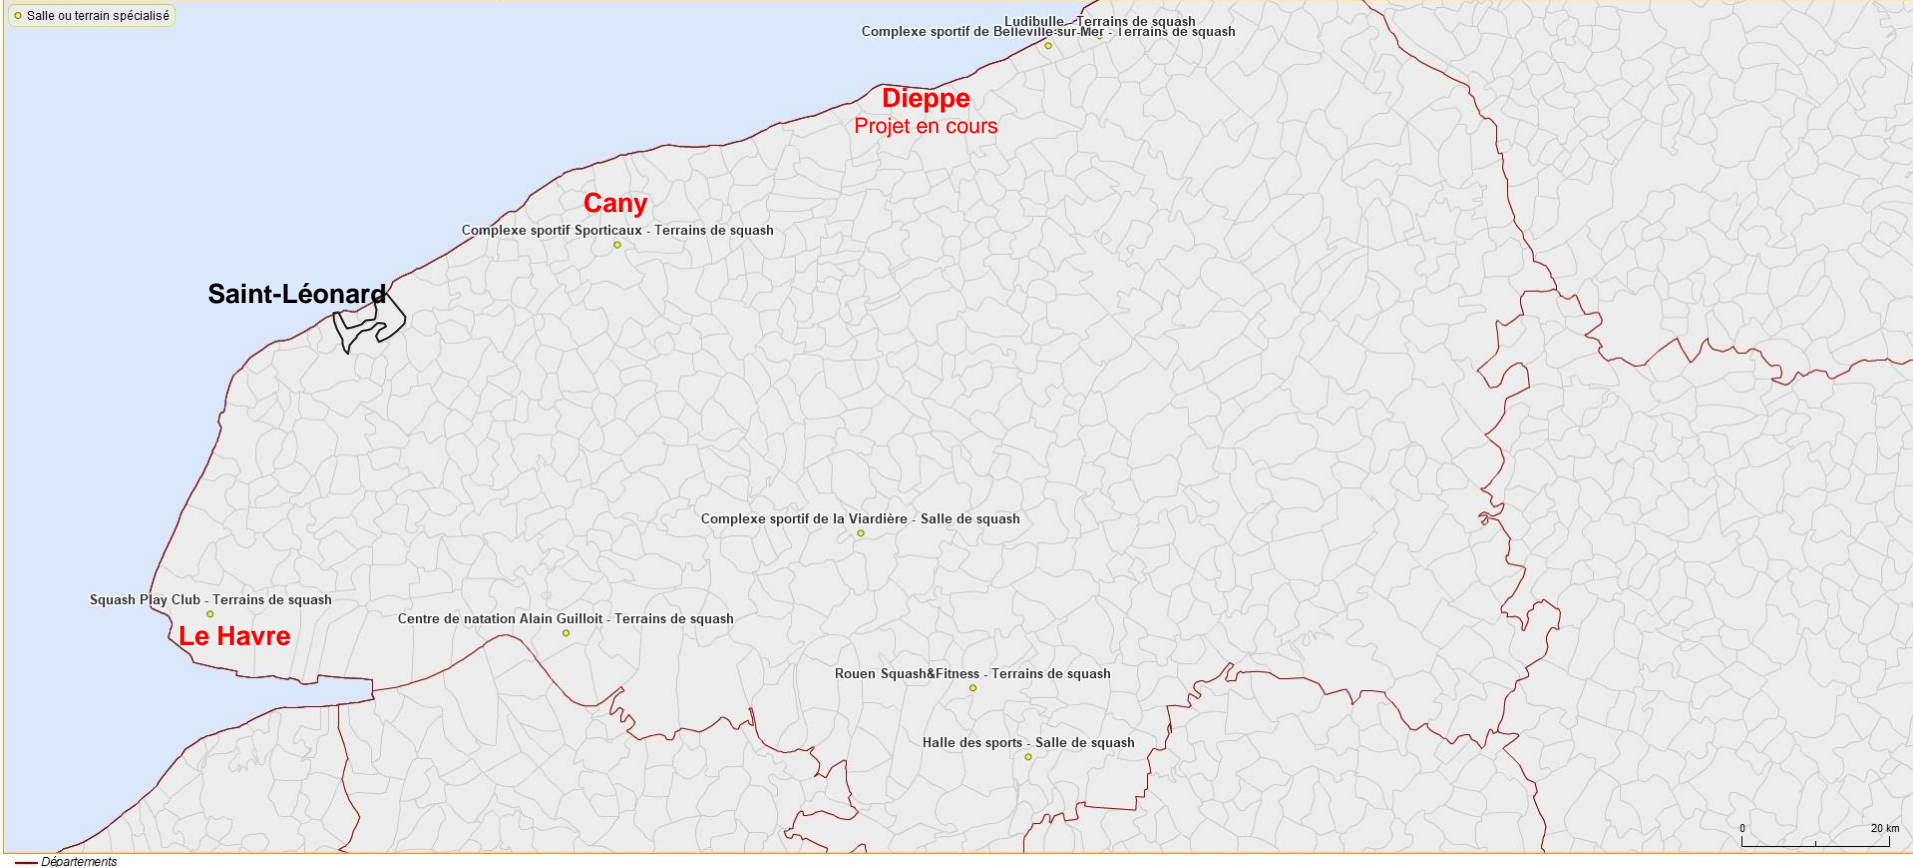 Salle ou terrain spécialisé
Ludibulle - Terrains de squash
Complexe sportif de Belleville-sur-Mer - Terrains de squash
Dieppe
Projet en cours
Cany
Complexe sportif Sporticaux - Terrains de squash
Saint-Léonard
Complexe sportif de la Viardière - Salle de squash
Squash Play Club - Terrains de squash
Le Havre
Centre de natation Alain Guilloit - Terrains de squash
Rouen Squash&Fitness - Terrains de squash
Halle des sports - Salle de squash
0 20 km
Départements